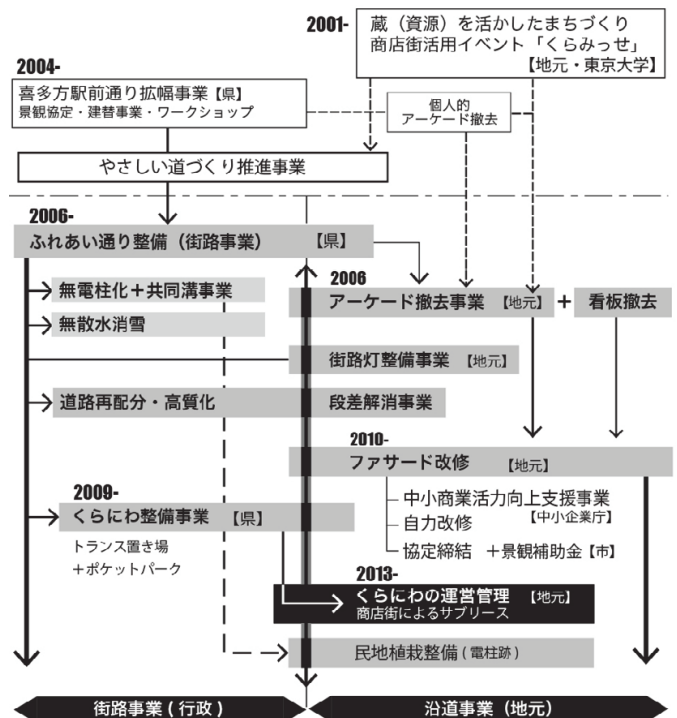 2001-
蔵（資源）を活かしたまちづくり
商店街活用イベント「くらみっせ」
【地元・東京大学】
2004-
喜多方駅前通り拡幅事業【県】
景観協定・建替事業・ワークショップ
個人的
アーケード撤去
やさしい道づくり推進事業
2006-
ふれあい通り整備（街路事業） 【県】
無電柱化＋共同溝事業
2006
アーケード撤去事業 【地元】 + 看板撤去
無散水消雪
街路灯整備事業 【地元】
道路再配分・高質化
段差解消事業
2010-
ファサード改修 【地元】
中小商業活力向上支援事業
【中小企業庁】
自力改修
協定締結 ＋景観補助金【市】
2009-
くらにわ整備事業 【県】
トランス置き場
＋ポケットパーク
2013-
くらにわの運営管理 【地元】
商店街によるサブリース
民地植栽整備 ( 電柱跡 )
街路事業 ( 行政 )
沿道事業（地元）